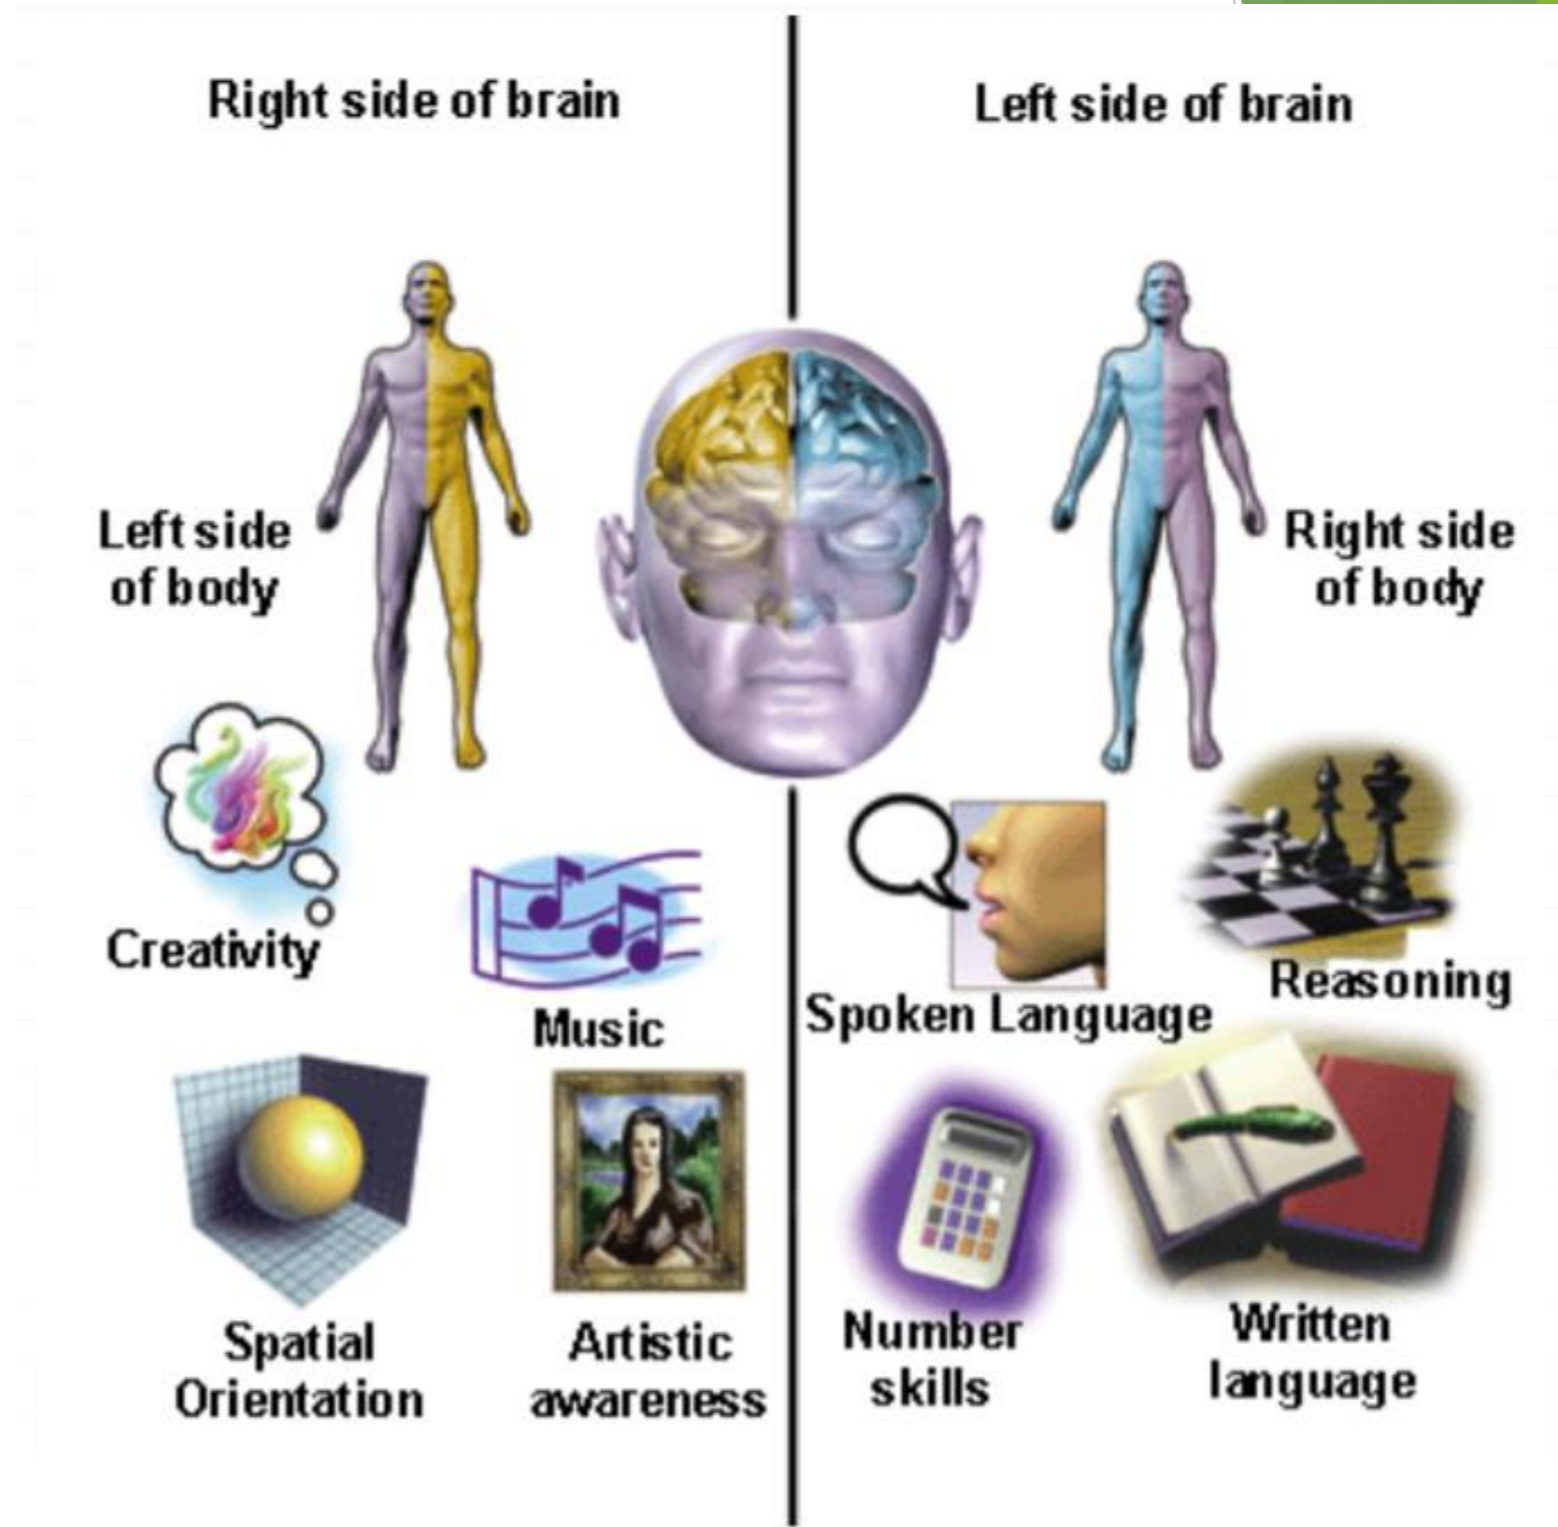 Right side of brain
Left side of brain
Left side
of body
Right side
of body
Creativity
Music
Spoken Language
Reasoning
Spatial
Orientation
Artistic
awareness
Number
skills
Written
language